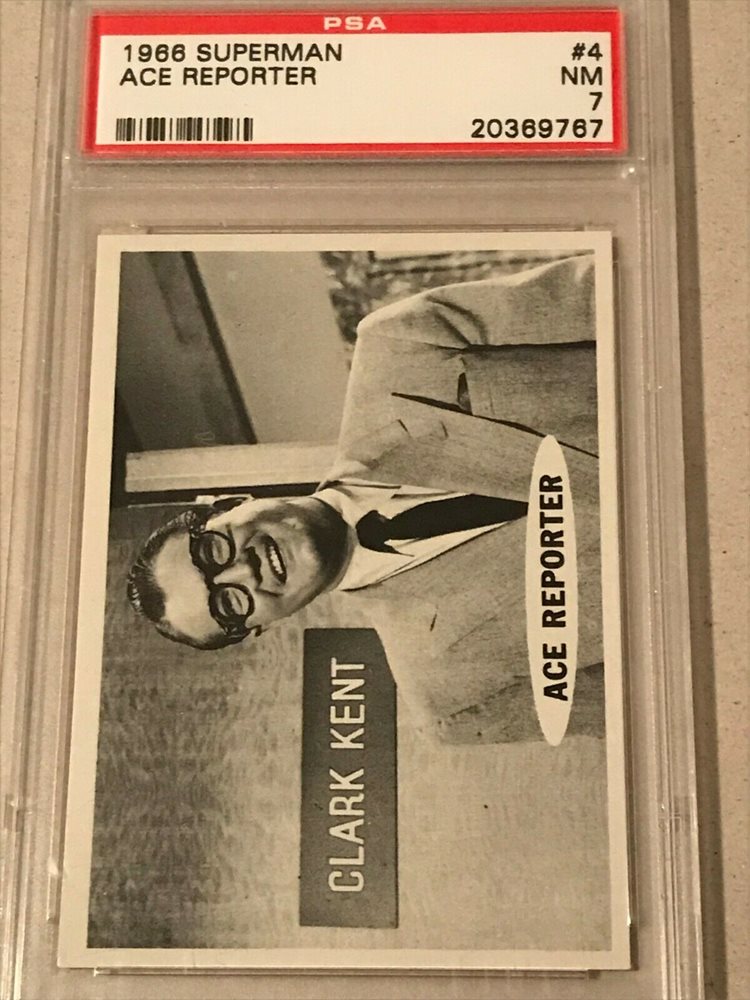 PSA
1966 SUPERMAN #4
ACE REPORTER NM
7
20369767
CLARK KENT
ACE REPORTER